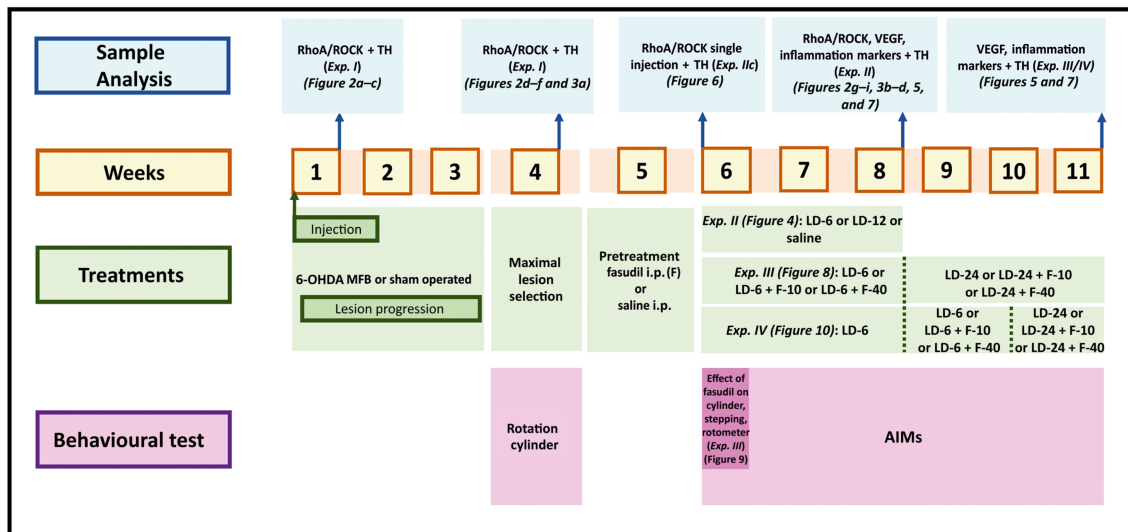 Sample
Analysis
RhoA/ROCK + TH
(Exp. I)
(Figure 2a–c)
RhoA/ROCK + TH
(Exp. I)
(Figures 2d–f and 3a)
RhoA/ROCK single
injection + TH (Exp. IIc)
(Figure 6)
RhoA/ROCK, VEGF,
inflammation markers + TH
(Exp. II)
(Figures 2g–i, 3b–d, 5,
and 7)
VEGF, inflammation
markers + TH (Exp. III/IV)
(Figures 5 and 7)
Weeks
1
2
3
4
5
6
7
8
9
10
11
Treatments
Injection
6-OHDA MFB or sham operated
Lesion progression
Maximal
lesion
selection
Pretreatment
fasudil i.p. (F)
or
saline i.p.
Exp. II (Figure 4): LD-6 or LD-12 or
saline
Exp. III (Figure 8): LD-6 or
LD-6 + F-10 or LD-6 + F-40
LD-24 or LD-24 + F-10
or LD-24 + F-40
Exp. IV (Figure 10): LD-6
LD-6 or
LD-6 + F-10
or LD-6 + F-40
LD-24 or
LD-24 + F-10
or LD-24 + F-40
Behavioural test
Rotation
cylinder
Effect of
fasudil on
cylinder,
stepping,
rotometer
(Exp. III)
(Figure 9)
AIMs